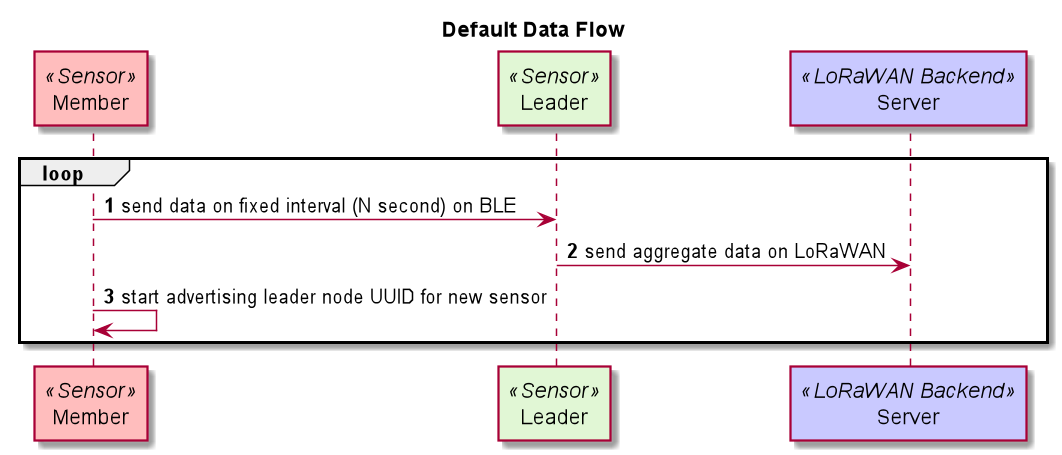 Default Data Flow
«Sensor»
Member
«Sensor»
Leader
«LoRaWAN Backend»
Server
loop
1 send data on fixed interval (N second) on BLE
2 send aggregate data on LoRaWAN
3 start advertising leader node UUID for new sensor
«Sensor»
Member
«Sensor»
Leader
«LoRaWAN Backend»
Server